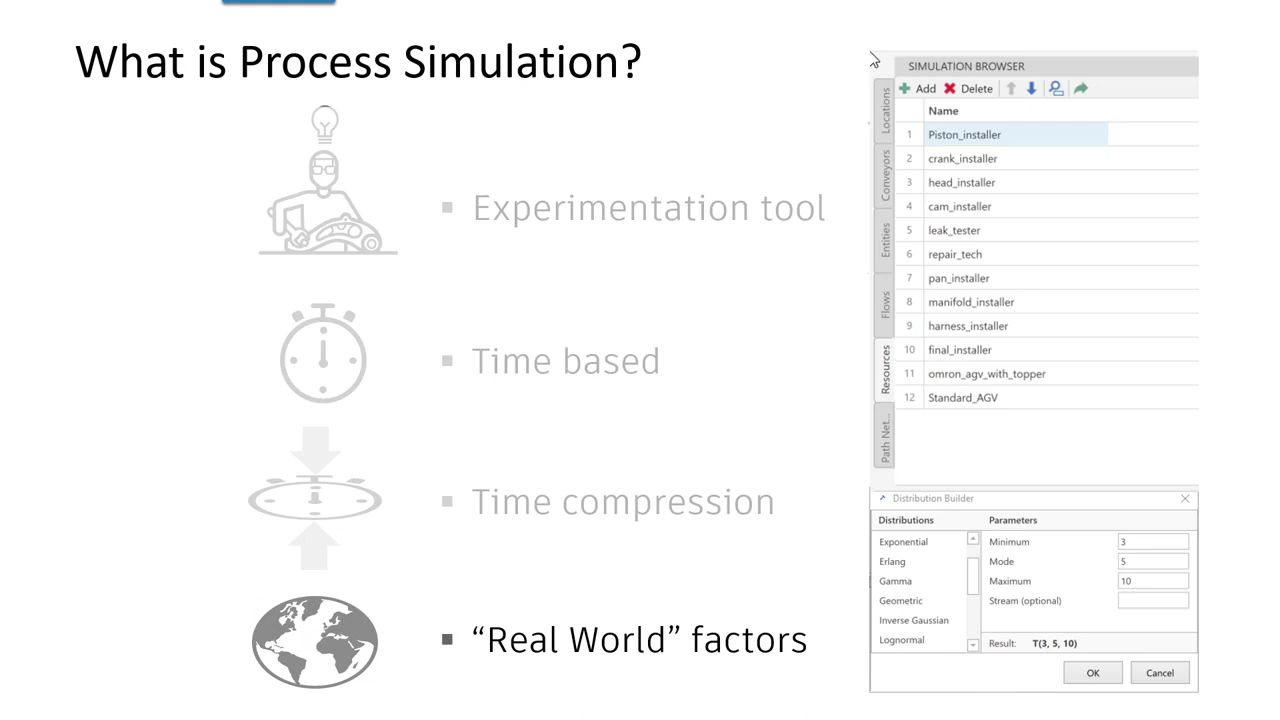 What is Process Simulation?
▪ Experimentation tool
▪ Time based
▪ Time compression
▪ “Real World” factors
SIMULATION BROWSER
Add Delete
Locations
Conveyors
Entities
Flows
Resources
Path Net...
Name
1 Piston_installer
2 crank_installer
3 head_installer
4 cam_installer
5 leak_tester
6 repair_tech
7 pan_installer
8 manifold_installer
9 harness_installer
10 final_installer
11 omron_agv_with_topper
12 Standard_AGV
Distribution Builder
Distributions
Exponential
Erlang
Gamma
Geometric
Inverse Gaussian
Lognormal
Parameters
Minimum 3
Mode 5
Maximum 10
Stream (optional)
Result: T(3, 5, 10)
OK Cancel